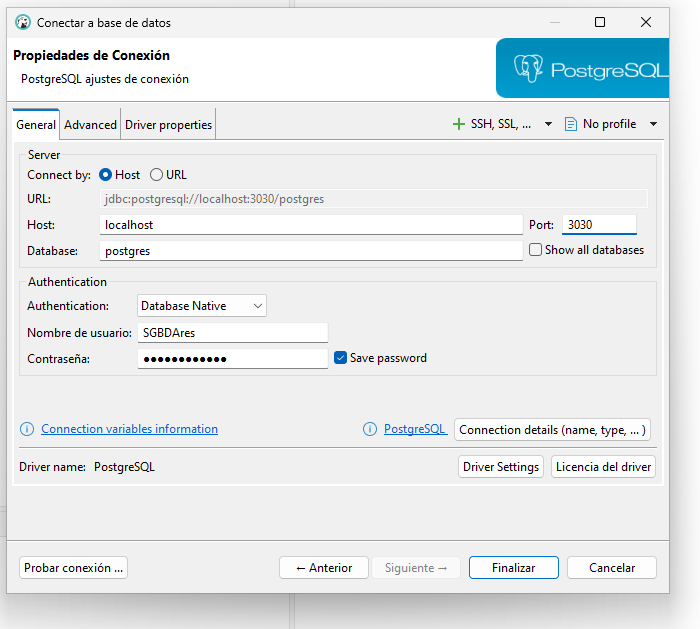 Conectar a base de datos
Propiedades de Conexión
PostgreSQL ajustes de conexión
PostgreSQL
General Advanced Driver properties SSH, SSL, ... No profile
Server
Connect by: Host URL
URL: jdbc:postgresql://localhost:3030/postgres
Host: localhost Port: 3030
Database: postgres Show all databases
Authentication
Authentication: Database Native
Nombre de usuario: SGBDAres
Contraseña: ●●●●●●●●●●●● Save password
Connection variables information PostgreSQL Connection details (name, type, ... )
Driver name: PostgreSQL Driver Settings Licencia del driver
Probar conexión ... ← Anterior Siguiente → Finalizar Cancelar